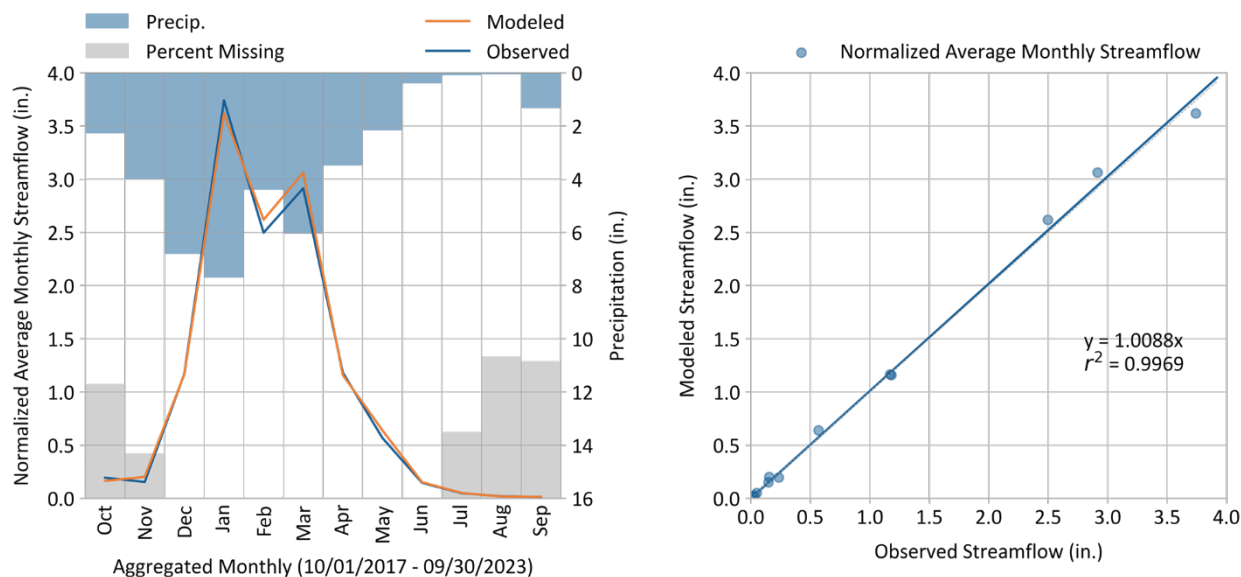 Precip.
Percent Missing
Modeled
Observed
Normalized Average Monthly Streamflow (in.)
4.0
3.5
3.0
2.5
2.0
1.5
1.0
0.5
0.0
0
2
4
6
8
10
12
14
16
Precipitation (in.)
Oct Nov Dec Jan Feb Mar Apr May Jun Jul Aug Sep
Aggregated Monthly (10/01/2017 - 09/30/2023)
Normalized Average Monthly Streamflow
Modeled Streamflow (in.)
4.0
3.5
3.0
2.5
2.0
1.5
1.0
0.5
0.0
y = 1.0088x
r² = 0.9969
0.0 0.5 1.0 1.5 2.0 2.5 3.0 3.5 4.0
Observed Streamflow (in.)